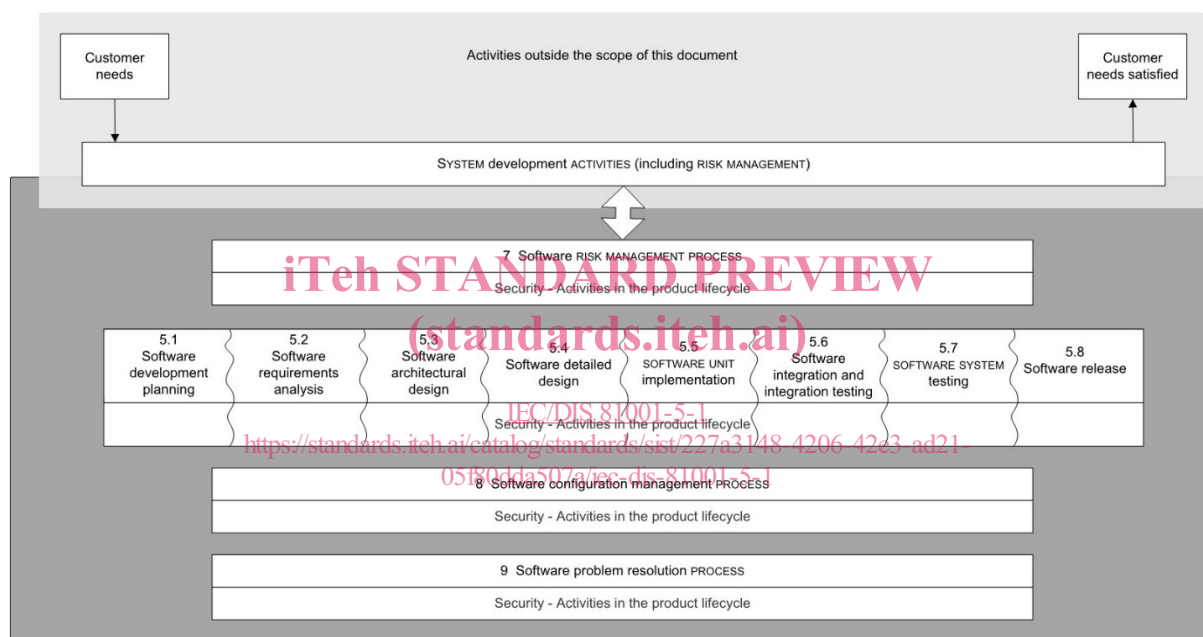 Activities outside the scope of this document
Customer
needs
Customer
needs satisfied
SYSTEM development ACTIVITIES (including RISK MANAGEMENT)
7 Software RISK MANAGEMENT PROCESS
iTeh STANDARD PREVIEW
Security - Activities in the product lifecycle
(standards.iteh.ai)
5.1
Software
development
planning
5.2
Software
requirements
analysis
5.3
Software
architectural
design
5.4
Software detailed
design
5.5
SOFTWARE UNIT
implementation
5.6
Software
integration and
integration testing
5.7
SOFTWARE SYSTEM
testing
5.8
Software release
IEC/DIS 81001-5-1
Security - Activities in the product lifecycle
https://standards.iteh.ai/catalog/standards/sist/227a3148-4206-42e3-ad21-
05f80dda507a/iec-dis-81001-5-1
8 Software configuration management PROCESS
Security - Activities in the product lifecycle
9 Software problem resolution PROCESS
Security - Activities in the product lifecycle